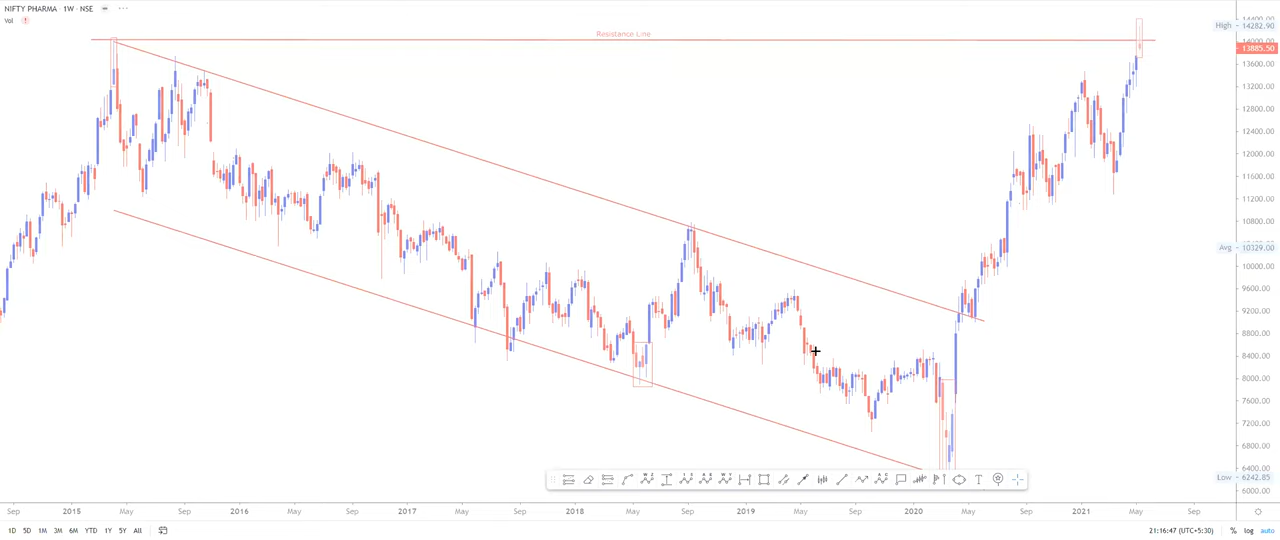 NIFTY PHARMA · 1W · NSE
Vol
Resistance Line
14400.00
High 14282.90
14000.00
13885.50
13600.00
13200.00
12800.00
12400.00
12000.00
11600.00
11200.00
10800.00
Avg 10329.00
10000.00
9600.00
9200.00
8800.00
8400.00
8000.00
7600.00
7200.00
6800.00
6400.00
Low 6242.85
6000.00
Sep 2015 May Sep 2016 May Sep 2017 May Sep 2018 May Sep 2019 May Sep 2020 May Sep 2021 May Sep
1D 5D 1M 3M 6M YTD 1Y 5Y All
21:16:47 (UTC+5:30) % log auto